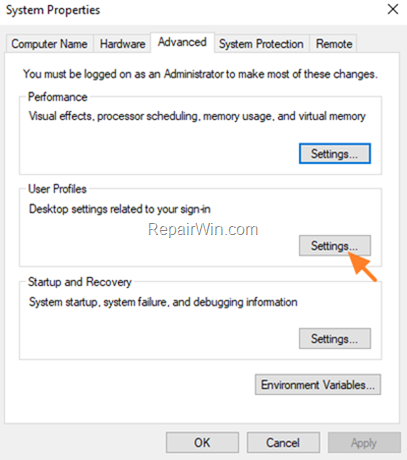 System Properties
Computer Name Hardware Advanced System Protection Remote
You must be logged on as an Administrator to make most of these changes.
Performance
Visual effects, processor scheduling, memory usage, and virtual memory
Settings...
User Profiles
Desktop settings related to your sign-in
RepairWin.com
Settings...
Startup and Recovery
System startup, system failure, and debugging information
Settings...
Environment Variables...
OK Cancel Apply